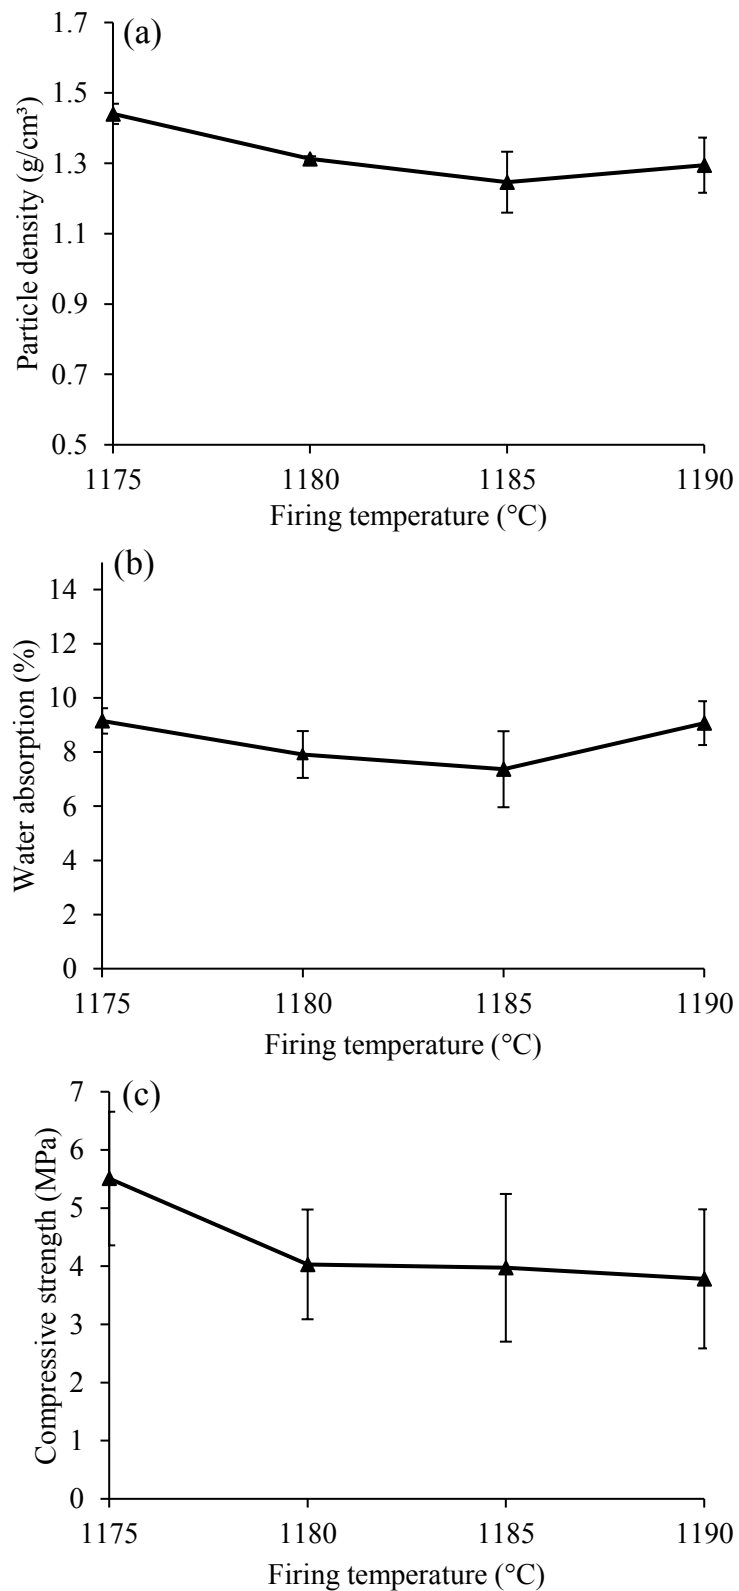 (a)
Particle density (g/cm³)
1.7
1.5
1.3
1.1
0.9
0.7
0.5
1175 1180 1185 1190
Firing temperature (°C)
(b)
Water absorption (%)
14
12
10
8
6
4
2
0
1175 1180 1185 1190
Firing temperature (°C)
(c)
Compressive strength (MPa)
7
6
5
4
3
2
1
0
1175 1180 1185 1190
Firing temperature (°C)